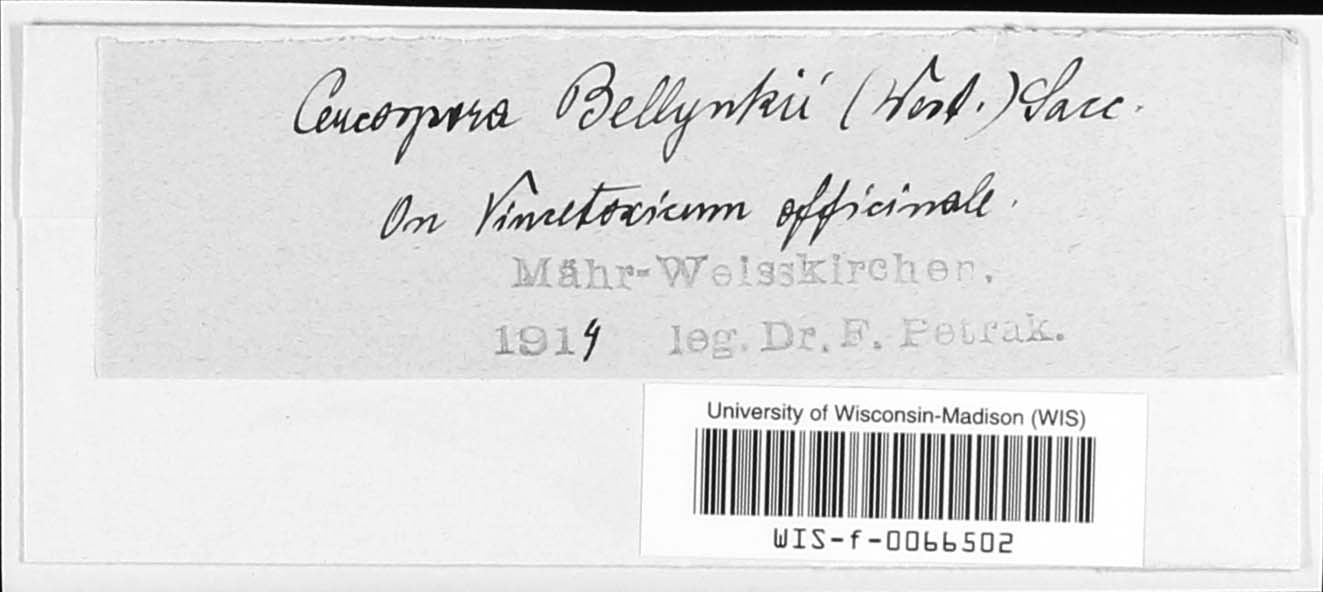 Cercospora Bellynkii (West.) Sacc.
On Vincetoxicum officinale.
Mähr-Weisskirchen.
1914 leg. Dr. F. Petrak.
University of Wisconsin-Madison (WIS)
WIS-f-0066502